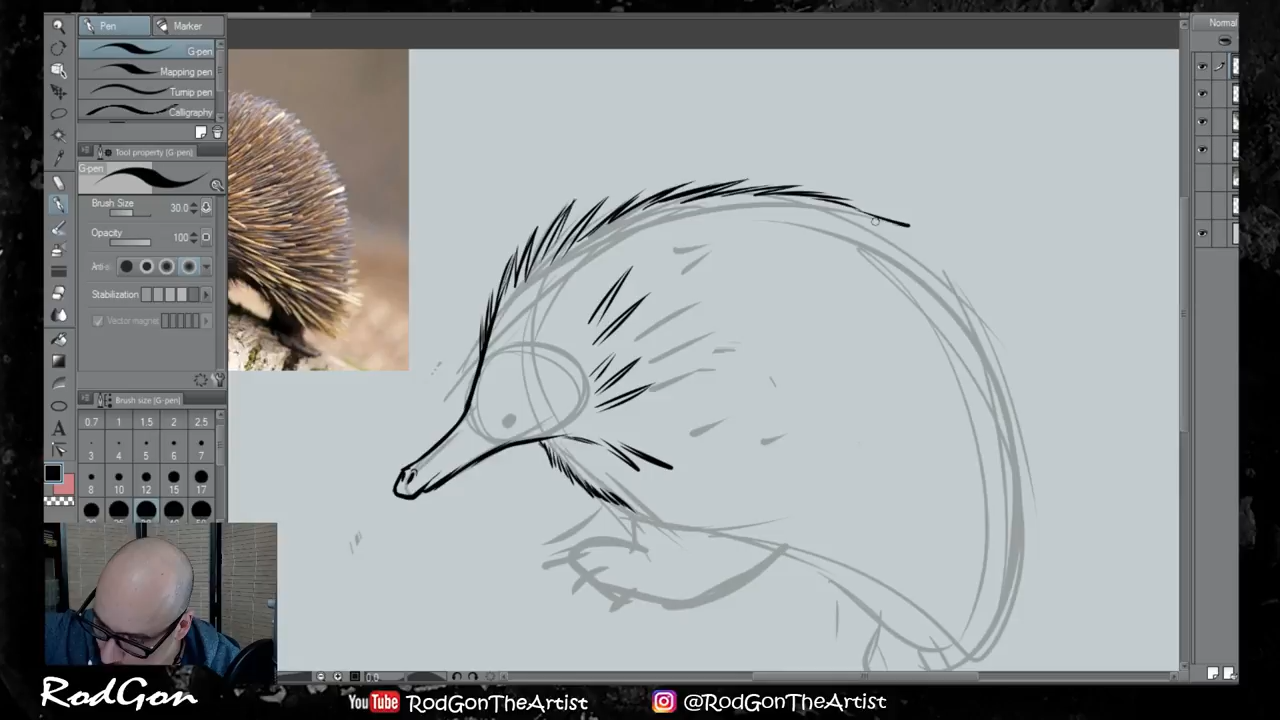 Pen
Marker
Normal
G-pen
Mapping pen
Turnip pen
Calligraphy
Tool property [G-pen]
G-pen
Brush Size 30.0
Opacity 100
Stabilization
Vector magnet
Brush size [G-pen]
0.7 1 1.5 2 2.5
3 4 5 6 7
8 10 12 15 17
A
RodGon
YouTube RodGonTheArtist
@RodGonTheArtist